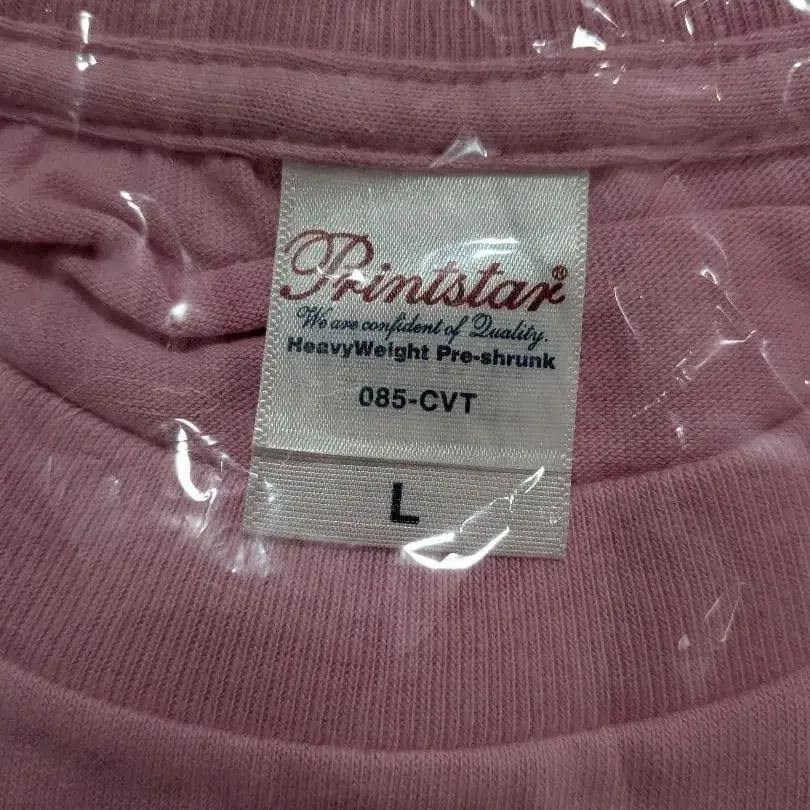 Printstar®
We are confident of Quality.
HeavyWeight Pre-shrunk
085-CVT
L